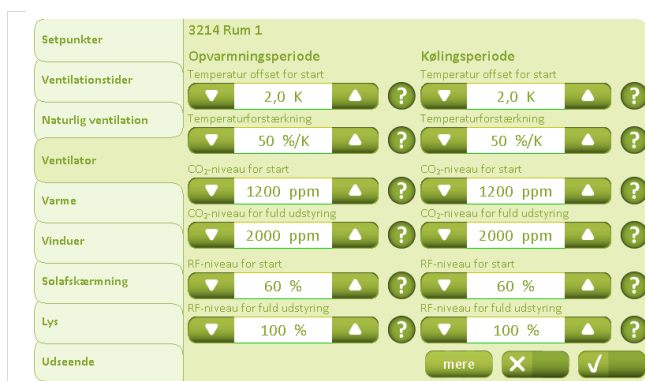 Setpunkter
Ventilationstider
Naturlig ventilation
Ventilator
Varme
Vinduer
Solafskærmning
Lys
Udseende
3214 Rum 1
Opvarmningsperiode Kølingsperiode
Temperatur offset for start Temperatur offset for start
2,0 K ? 2,0 K ?
Temperaturforstærkning Temperaturforstærkning
50 %/K ? 50 %/K ?
CO₂-niveau for start CO₂-niveau for start
1200 ppm ? 1200 ppm ?
CO₂-niveau for fuld udstyring CO₂-niveau for fuld udstyring
2000 ppm ? 2000 ppm ?
RF-niveau for start RF-niveau for start
60 % ? 60 % ?
RF-niveau for fuld udstyring RF-niveau for fuld udstyring
100 % ? 100 % ?
mere